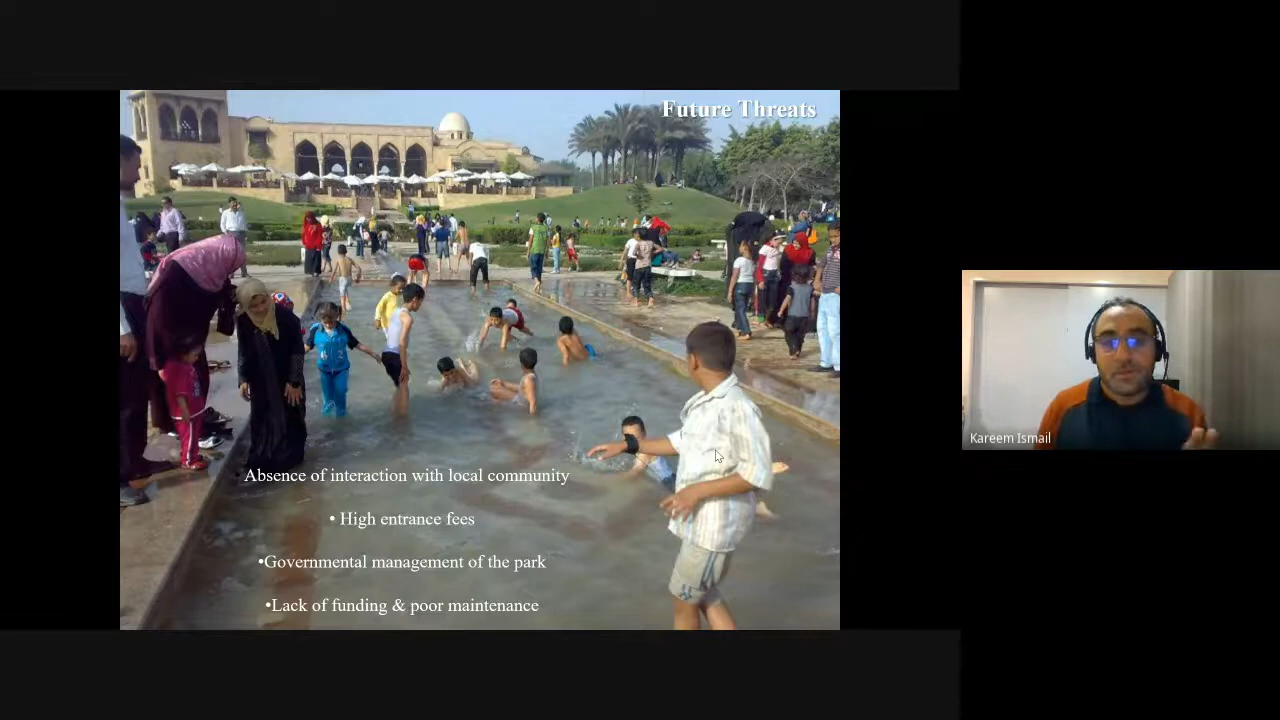 Future Threats
Absence of interaction with local community
• High entrance fees
•Governmental management of the park
•Lack of funding & poor maintenance
Kareem Ismail